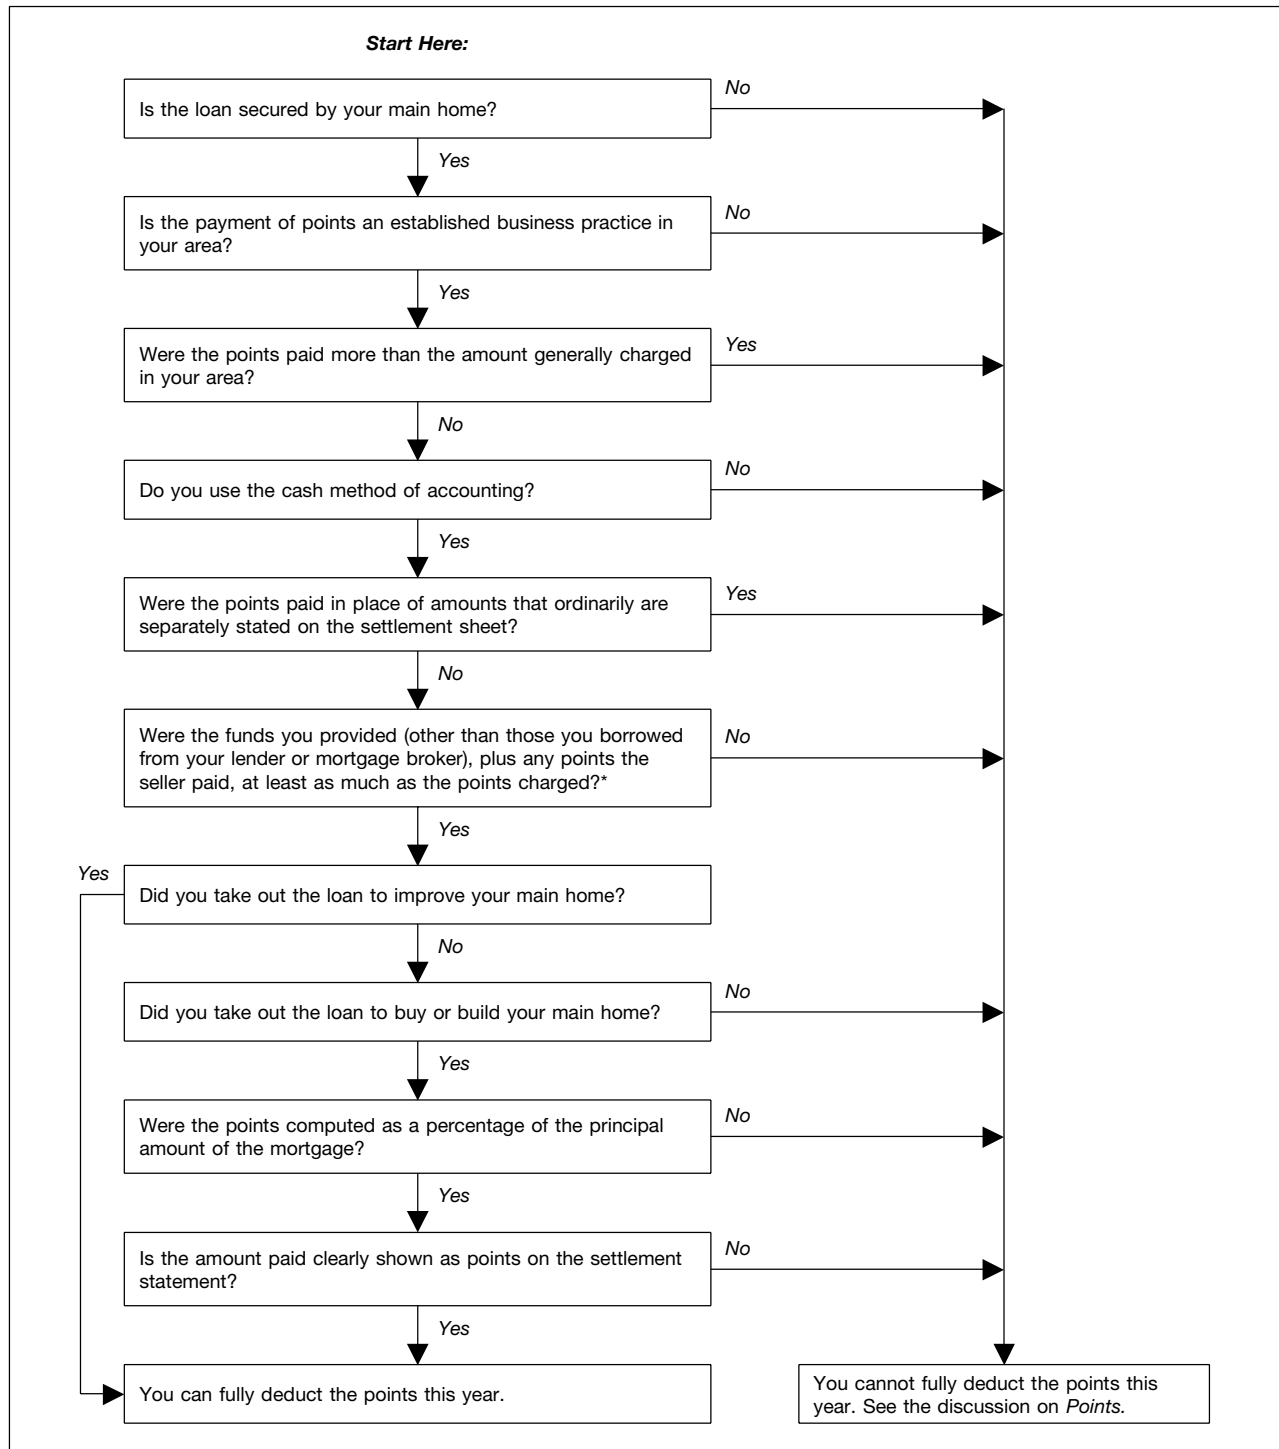 Start Here:
Is the loan secured by your main home?
No
Yes
Is the payment of points an established business practice in
your area?
No
Yes
Were the points paid more than the amount generally charged
in your area?
Yes
No
Do you use the cash method of accounting?
No
Yes
Were the points paid in place of amounts that ordinarily are
separately stated on the settlement sheet?
Yes
No
Were the funds you provided (other than those you borrowed
from your lender or mortgage broker), plus any points the
seller paid, at least as much as the points charged?*
No
Yes
Yes
Did you take out the loan to improve your main home?
No
Did you take out the loan to buy or build your main home?
No
Yes
Were the points computed as a percentage of the principal
amount of the mortgage?
No
Yes
Is the amount paid clearly shown as points on the settlement
statement?
No
Yes
You can fully deduct the points this year.
You cannot fully deduct the points this
year. See the discussion on Points.